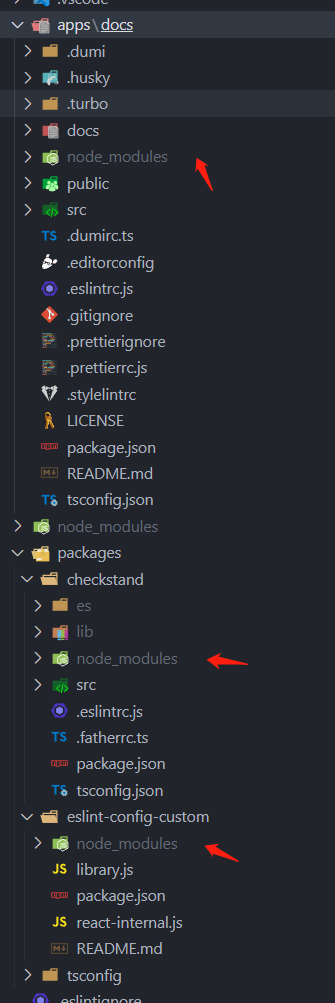 .vscode
apps\docs
.dumi
.husky
.turbo
docs
node_modules
public
src
TS .dumirc.ts
.editorconfig
.eslintrc.js
.gitignore
.prettierignore
.prettierrc.js
.stylelintrc
LICENSE
package.json
README.md
TS tsconfig.json
node_modules
packages
checkstand
es
lib
node_modules
src
.eslintrc.js
TS .fatherrc.ts
package.json
TS tsconfig.json
eslint-config-custom
node_modules
JS library.js
package.json
JS react-internal.js
README.md
tsconfig
.eslintignore